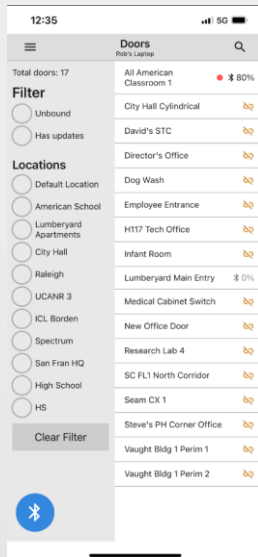 12:35
5G
Doors
Rob's Laptop
Total doors: 17
Filter
Unbound
Has updates
Locations
Default Location
American School
Lumberyard
Apartments
City Hall
Raleigh
UCANR 3
ICL Borden
Spectrum
San Fran HQ
High School
HS
Clear Filter
All American
Classroom 1
80%
City Hall Cylindrical
David's STC
Director's Office
Dog Wash
Employee Entrance
H117 Tech Office
Infant Room
Lumberyard Main Entry
0%
Medical Cabinet Switch
New Office Door
Research Lab 4
SC FL1 North Corridor
Seam CX 1
Steve's PH Corner Office
Vaught Bldg 1 Perim 1
Vaught Bldg 1 Perim 2